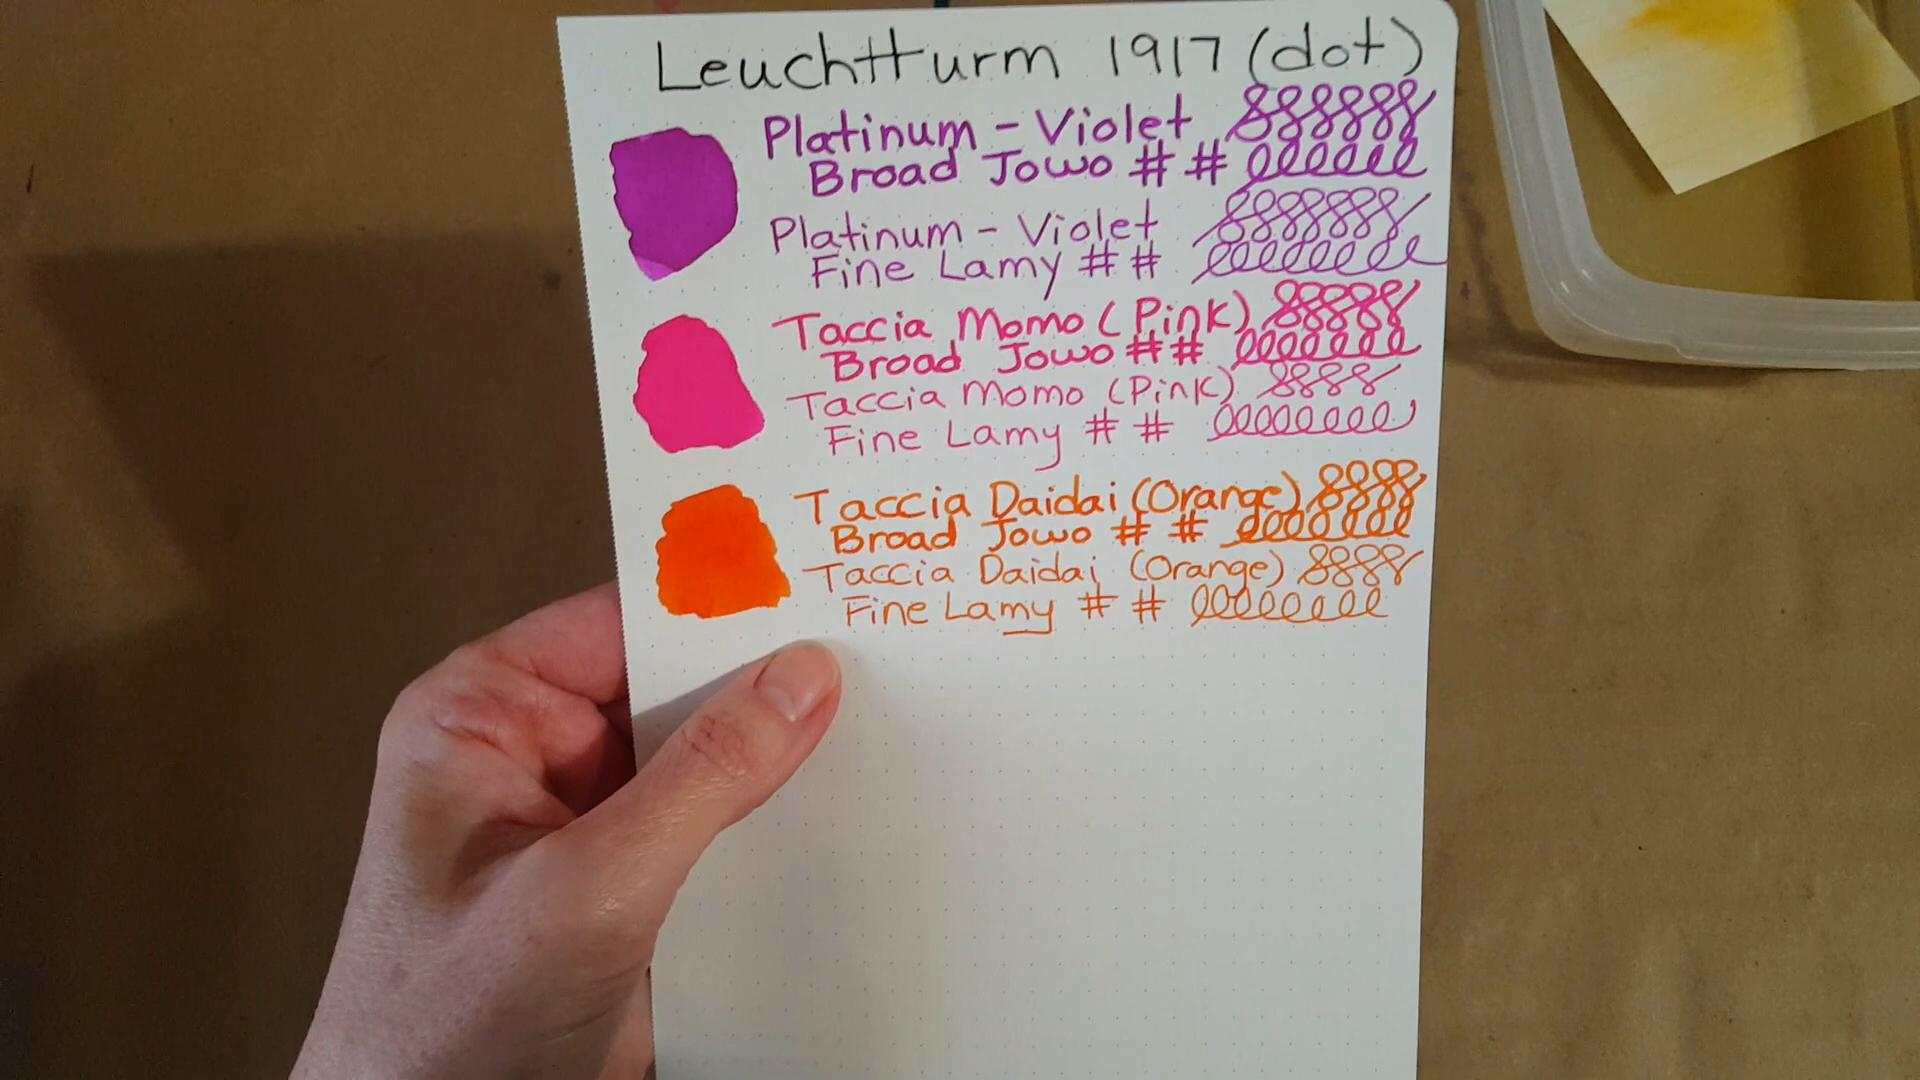 Leuchtturm 1917 (dot)
Platinum - Violet
Broad Jowo # #
Platinum - Violet
Fine Lamy # #
Taccia Momo (Pink)
Broad Jowo # #
Taccia Momo (Pink)
Fine Lamy # #
Taccia Daidai (Orange)
Broad Jowo # #
Taccia Daidai (Orange)
Fine Lamy # #